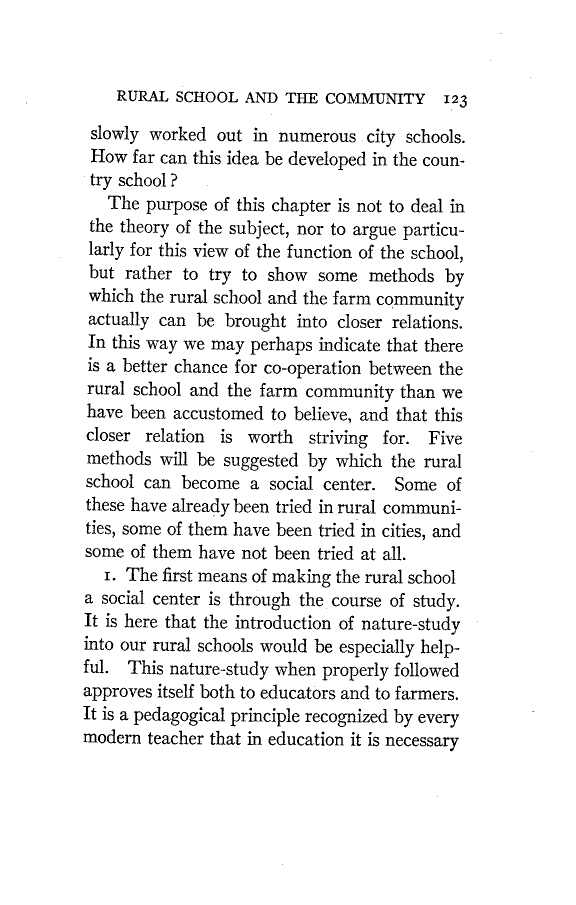 RURAL SCHOOL AND THE COMMUNITY 123
slowly worked out in numerous city schools.
How far can this idea be developed in the coun-
try school?
The purpose of this chapter is not to deal in
the theory of the subject, nor to argue particu-
larly for this view of the function of the school,
but rather to try to show some methods by
which the rural school and the farm community
actually can be brought into closer relations.
In this way we may perhaps indicate that there
is a better chance for co-operation between the
rural school and the farm community than we
have been accustomed to believe, and that this
closer relation is worth striving for. Five
methods will be suggested by which the rural
school can become a social center. Some of
these have already been tried in rural communi-
ties, some of them have been tried in cities, and
some of them have not been tried at all.
1. The first means of making the rural school
a social center is through the course of study.
It is here that the introduction of nature-study
into our rural schools would be especially help-
ful. This nature-study when properly followed
approves itself both to educators and to farmers.
It is a pedagogical principle recognized by every
modern teacher that in education it is necessary